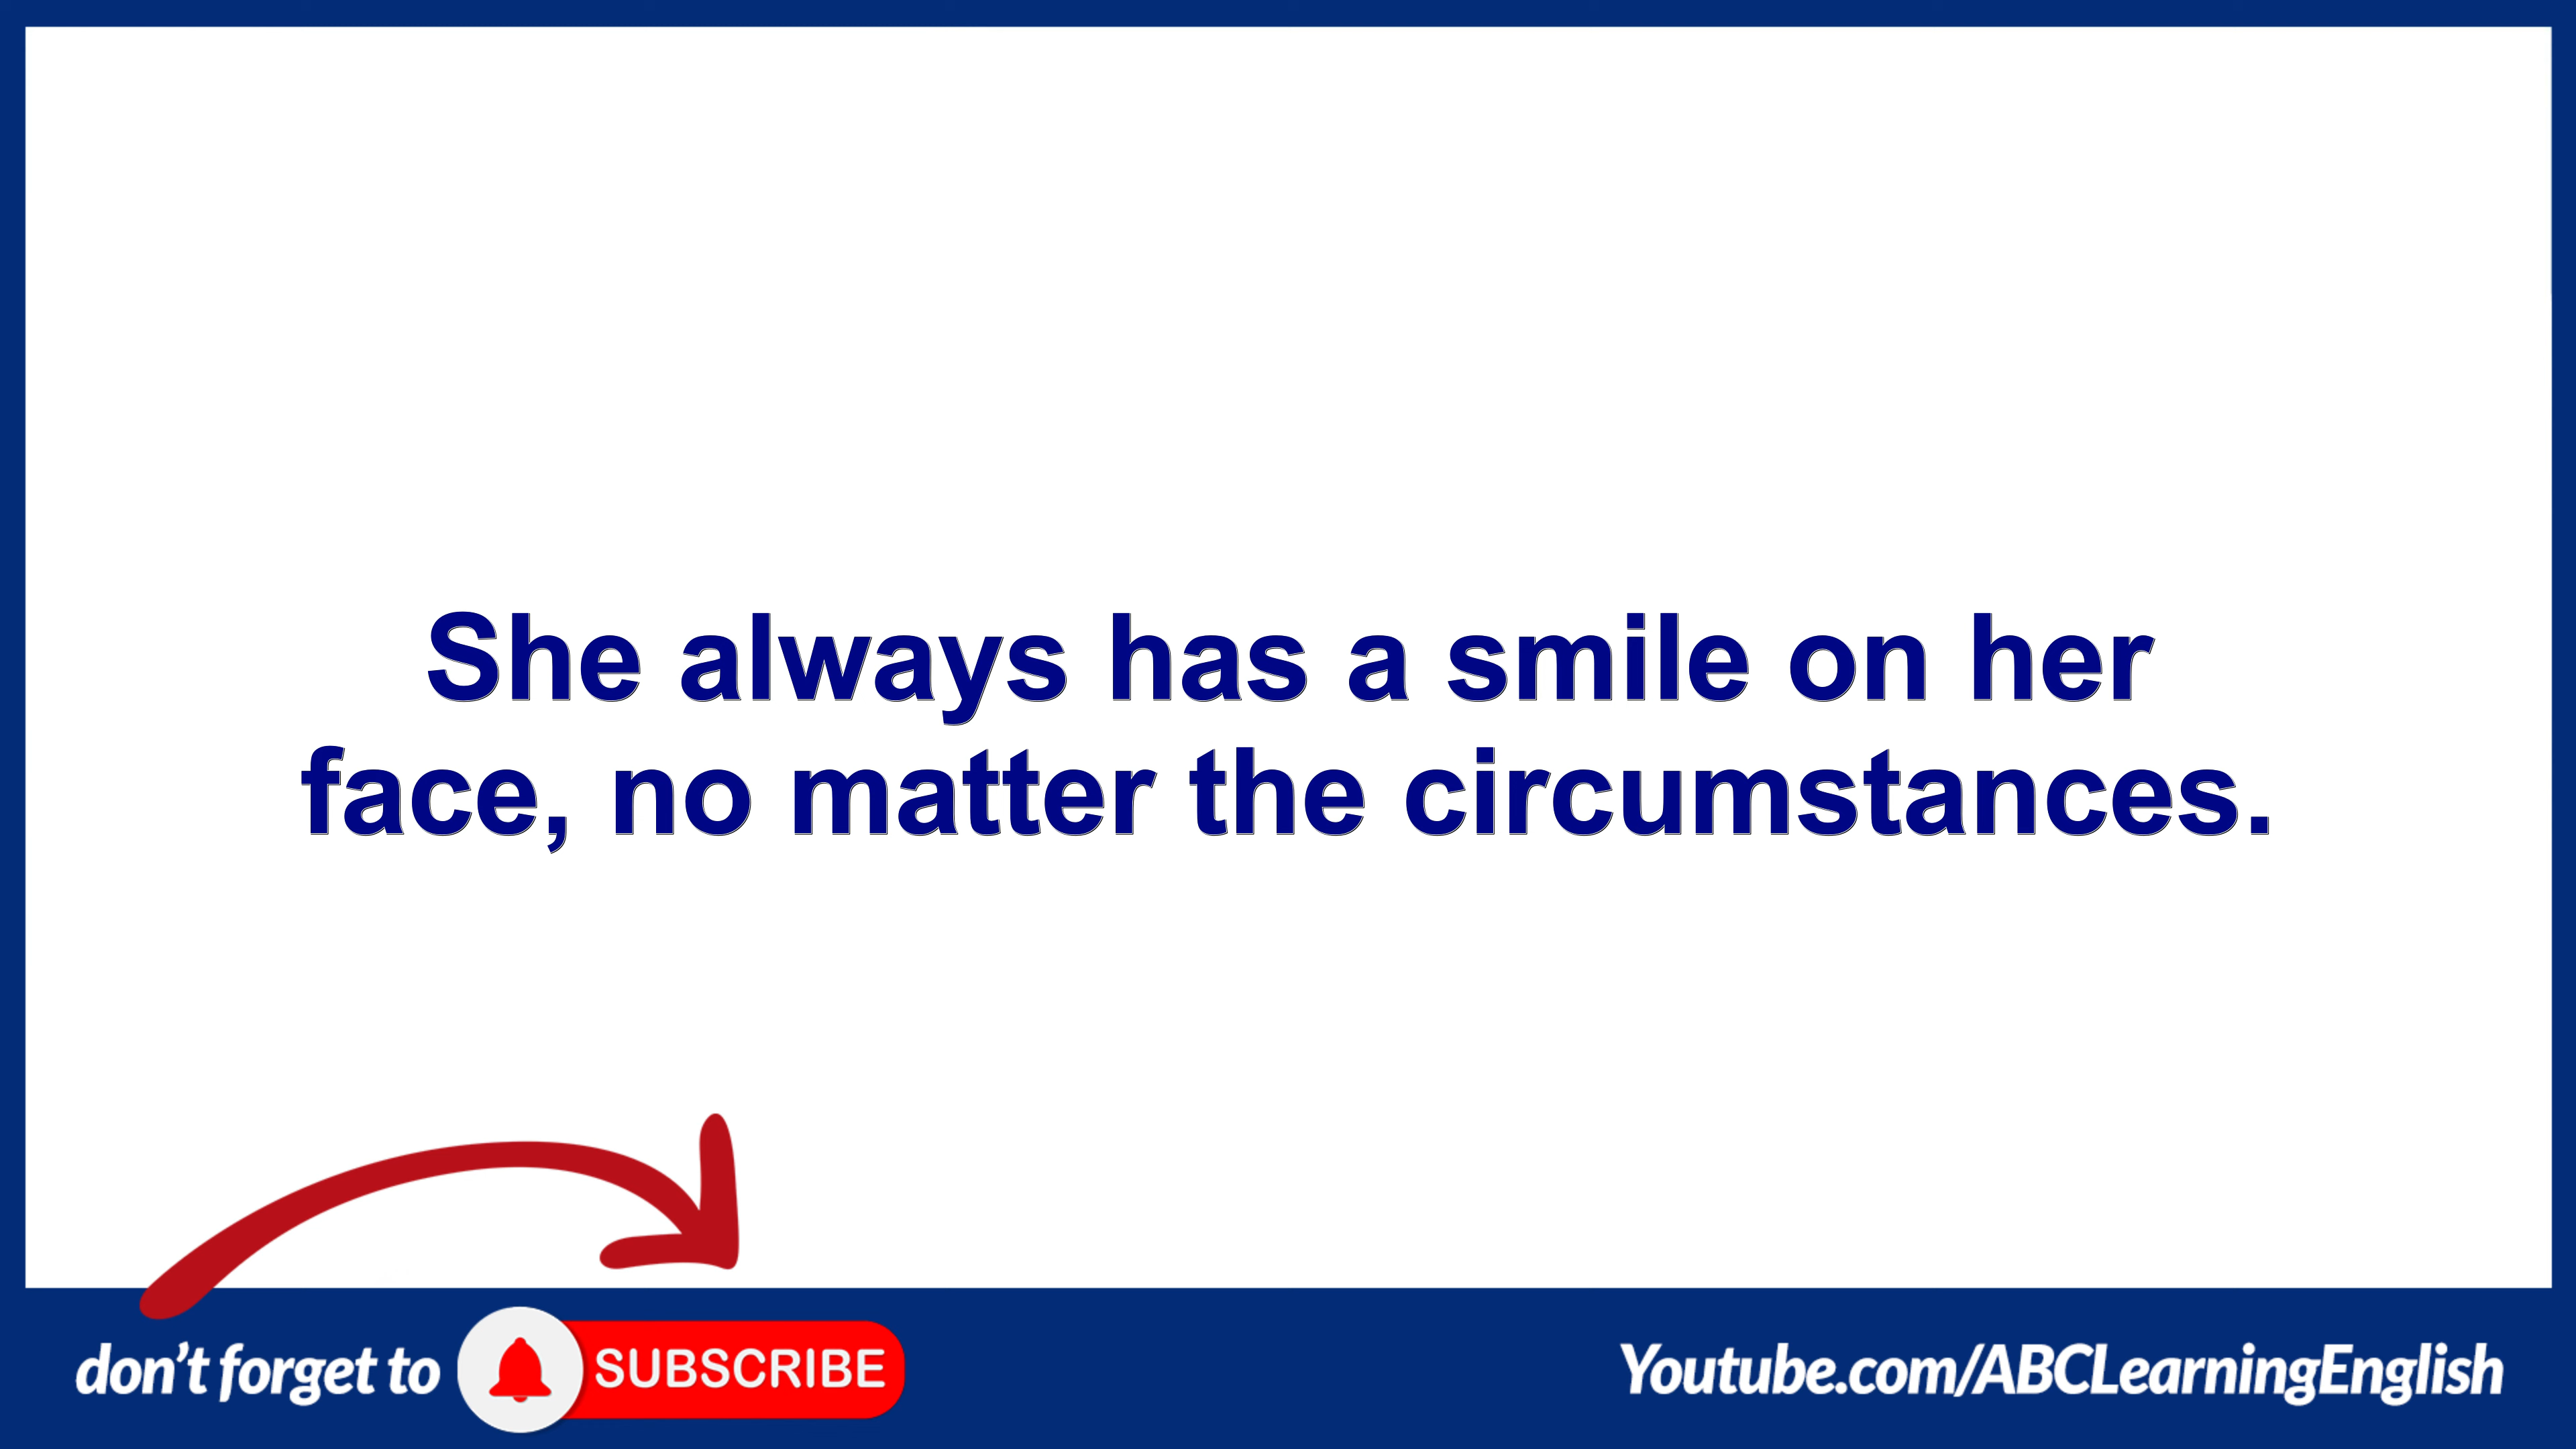 She always has a smile on her
face, no matter the circumstances.
don't forget to SUBSCRIBE Youtube.com/ABCLearningEnglish